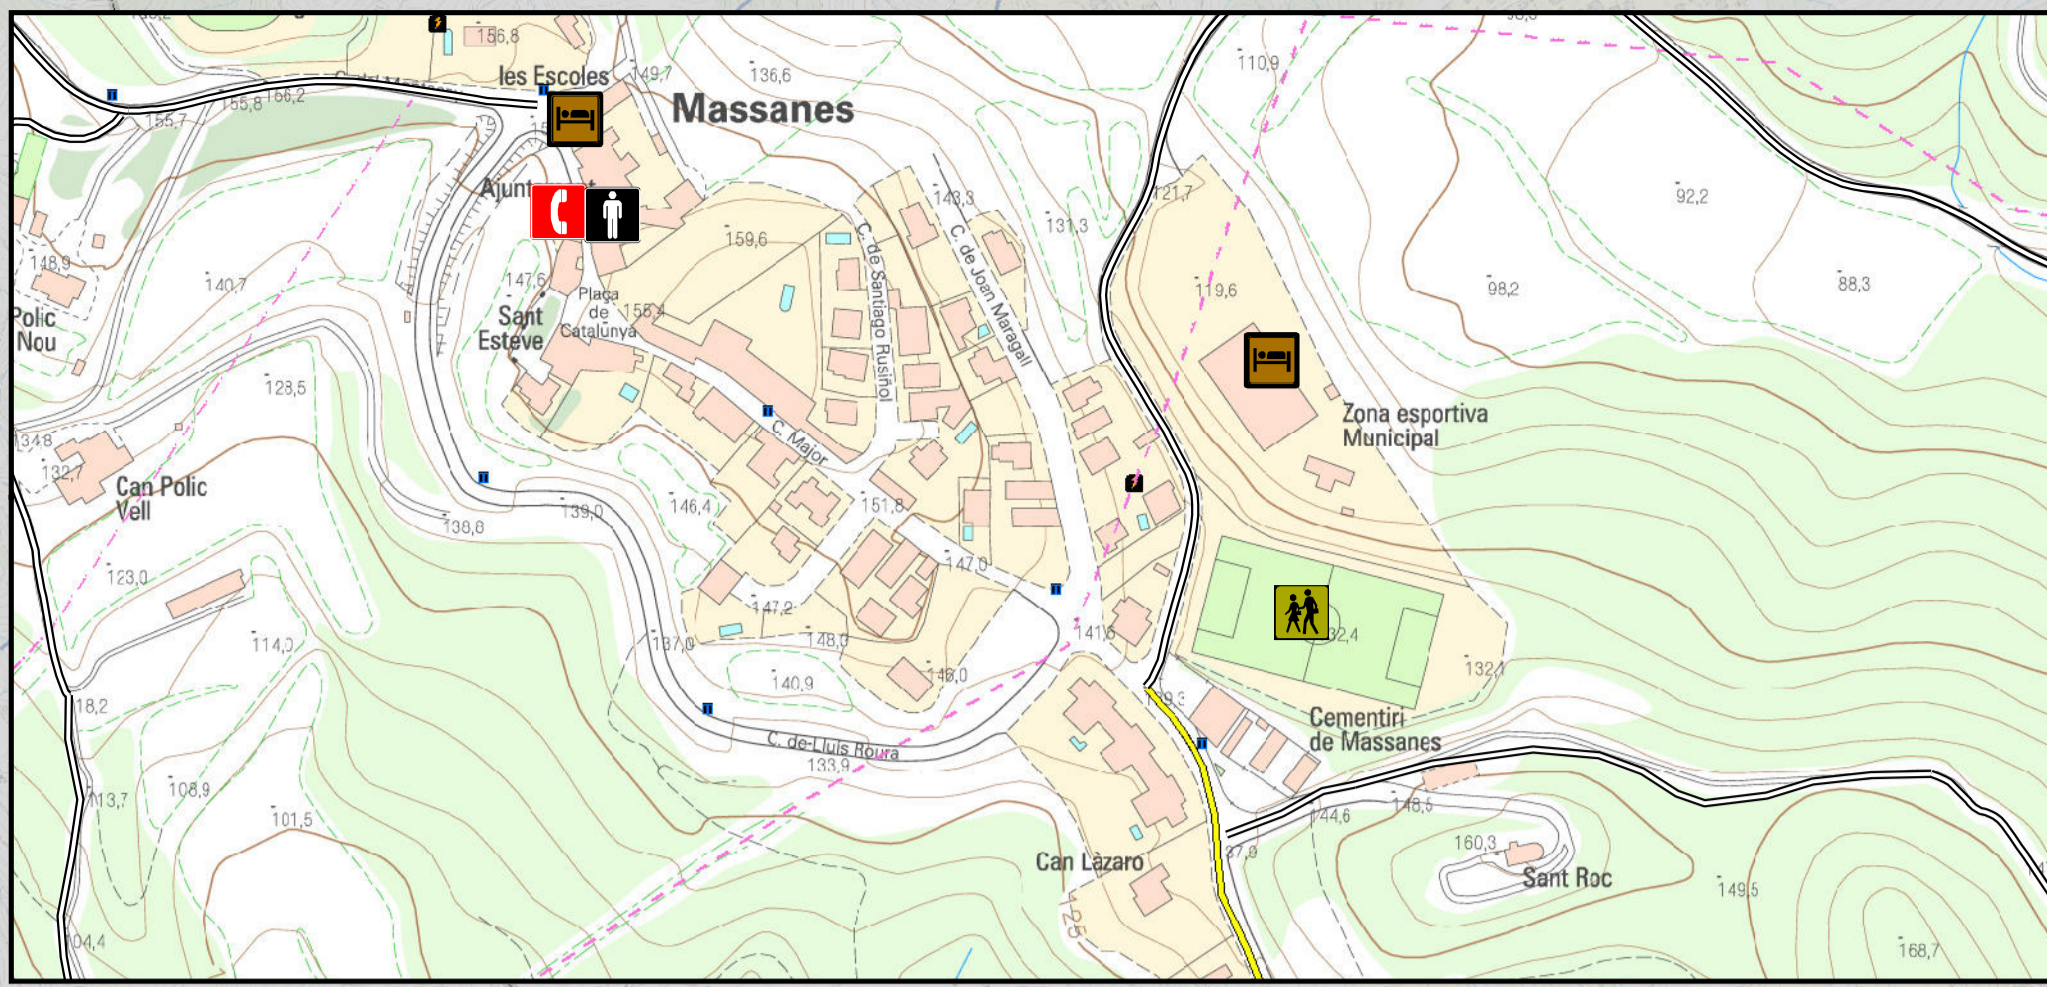 156,8
les Escoles
149,7
136,6
Massanes
110,9
155,8
166,2
155,7
143,3
121,7
131,3
92,2
159,6
C. de Santiago Rusiñol
C. de Joan Maragall
148,9
140,7
147,6
Plaça
de
Catalunya
155,4
119,6
98,2
88,3
Polic
Nou
Sant
Esteve
128,5
Zona esportiva
Municipal
134,8
132,7
C. Major
Can Polic
Vell
146,4
151,8
138,8
139,0
147,0
123,0
147,2
148,8
141,6
132,4
114,0
137,0
140,9
146,0
132,1
118,2
139,3
Cementiri
de Massanes
C. de Lluís Roura
133,9
108,9
113,7
101,5
148,5
144,6
160,3
137,9
Can Làzaro
Sant Roc
149,5
125
104,4
168,7